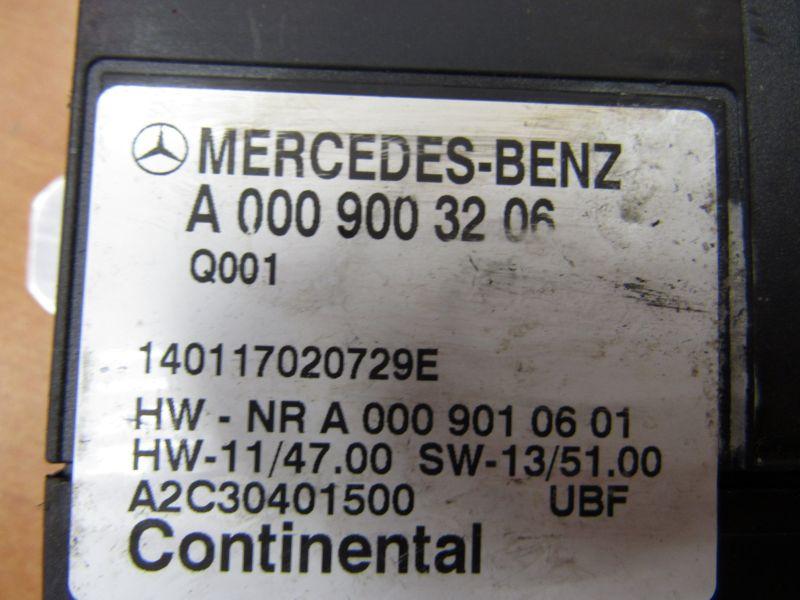 MERCEDES-BENZ
A 000 900 32 06
Q001
140117020729E
HW - NR A 000 901 06 01
HW-11/47.00 SW-13/51.00
A2C30401500 UBF
Continental